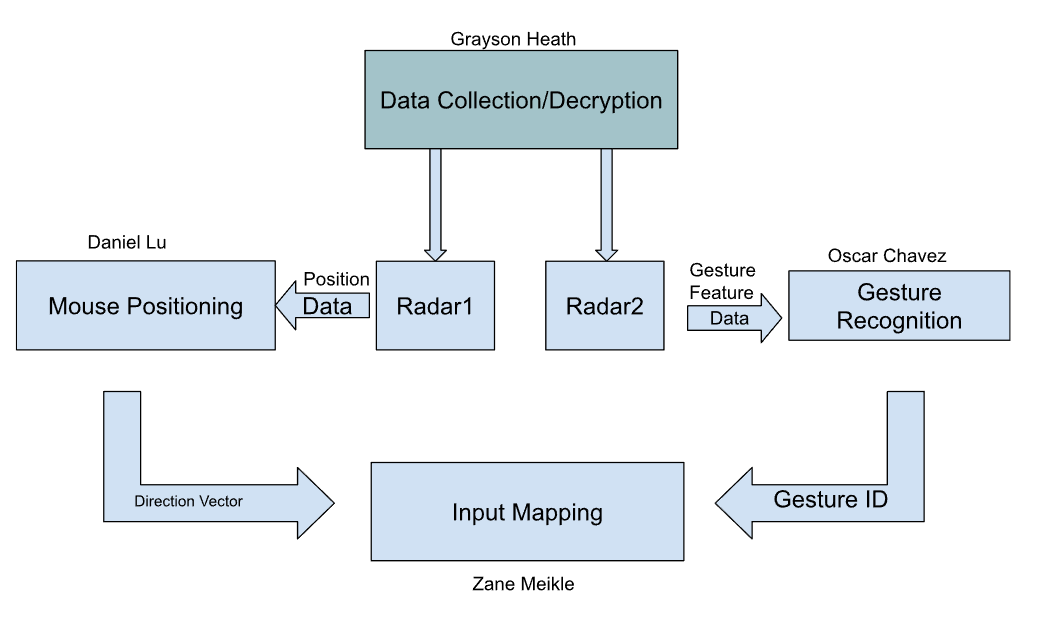 Grayson Heath
Data Collection/Decryption
Daniel Lu
Mouse Positioning
Position
Data
Radar1
Radar2
Gesture
Feature
Data
Oscar Chavez
Gesture
Recognition
Direction Vector
Input Mapping
Gesture ID
Zane Meikle